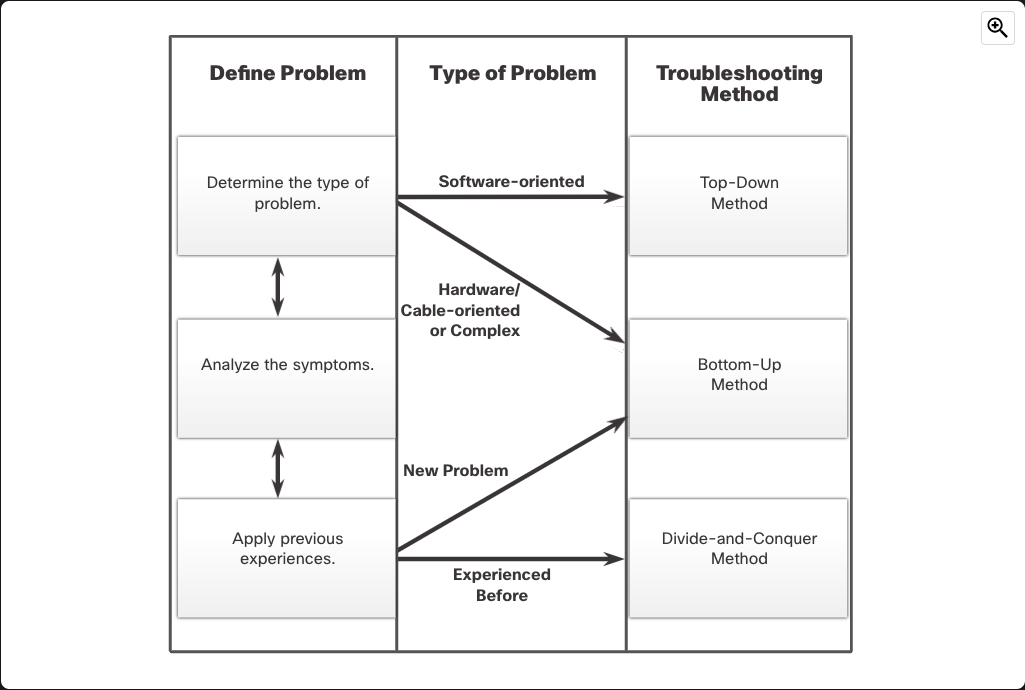 Define Problem
Type of Problem
Troubleshooting
Method
Determine the type of
problem.
Software-oriented
Top-Down
Method
Hardware/
Cable-oriented
or Complex
Analyze the symptoms.
Bottom-Up
Method
New Problem
Apply previous
experiences.
Experienced
Before
Divide-and-Conquer
Method